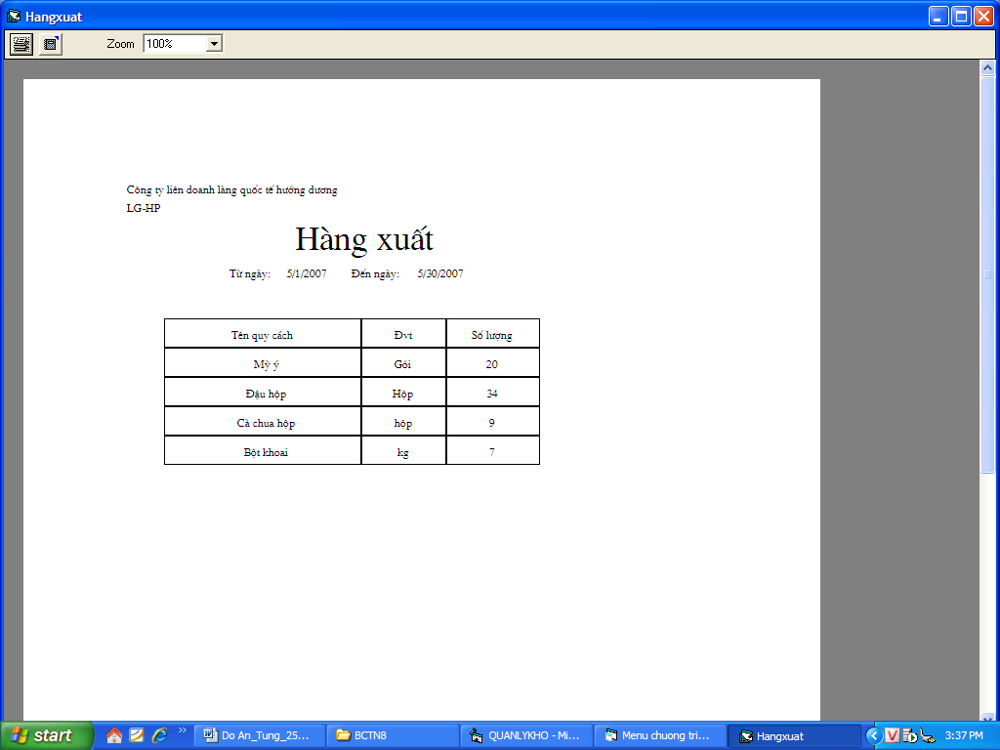 Hangxuat
Zoom 100%
Công ty liên doanh làng quốc tế hướng dương
LG-HP
Hàng xuất
Từ ngày: 5/1/2007 Đến ngày: 5/30/2007
Tên quy cách Đvt Số lượng
Mỳ ý Gói 20
Đậu hộp Hộp 34
Cà chua hộp hộp 9
Bột khoai kg 7
start Do An_Tung_25... BCTN8 QUANLYKHO - Mi... Menu chuong tri... Hangxuat 3:37 PM